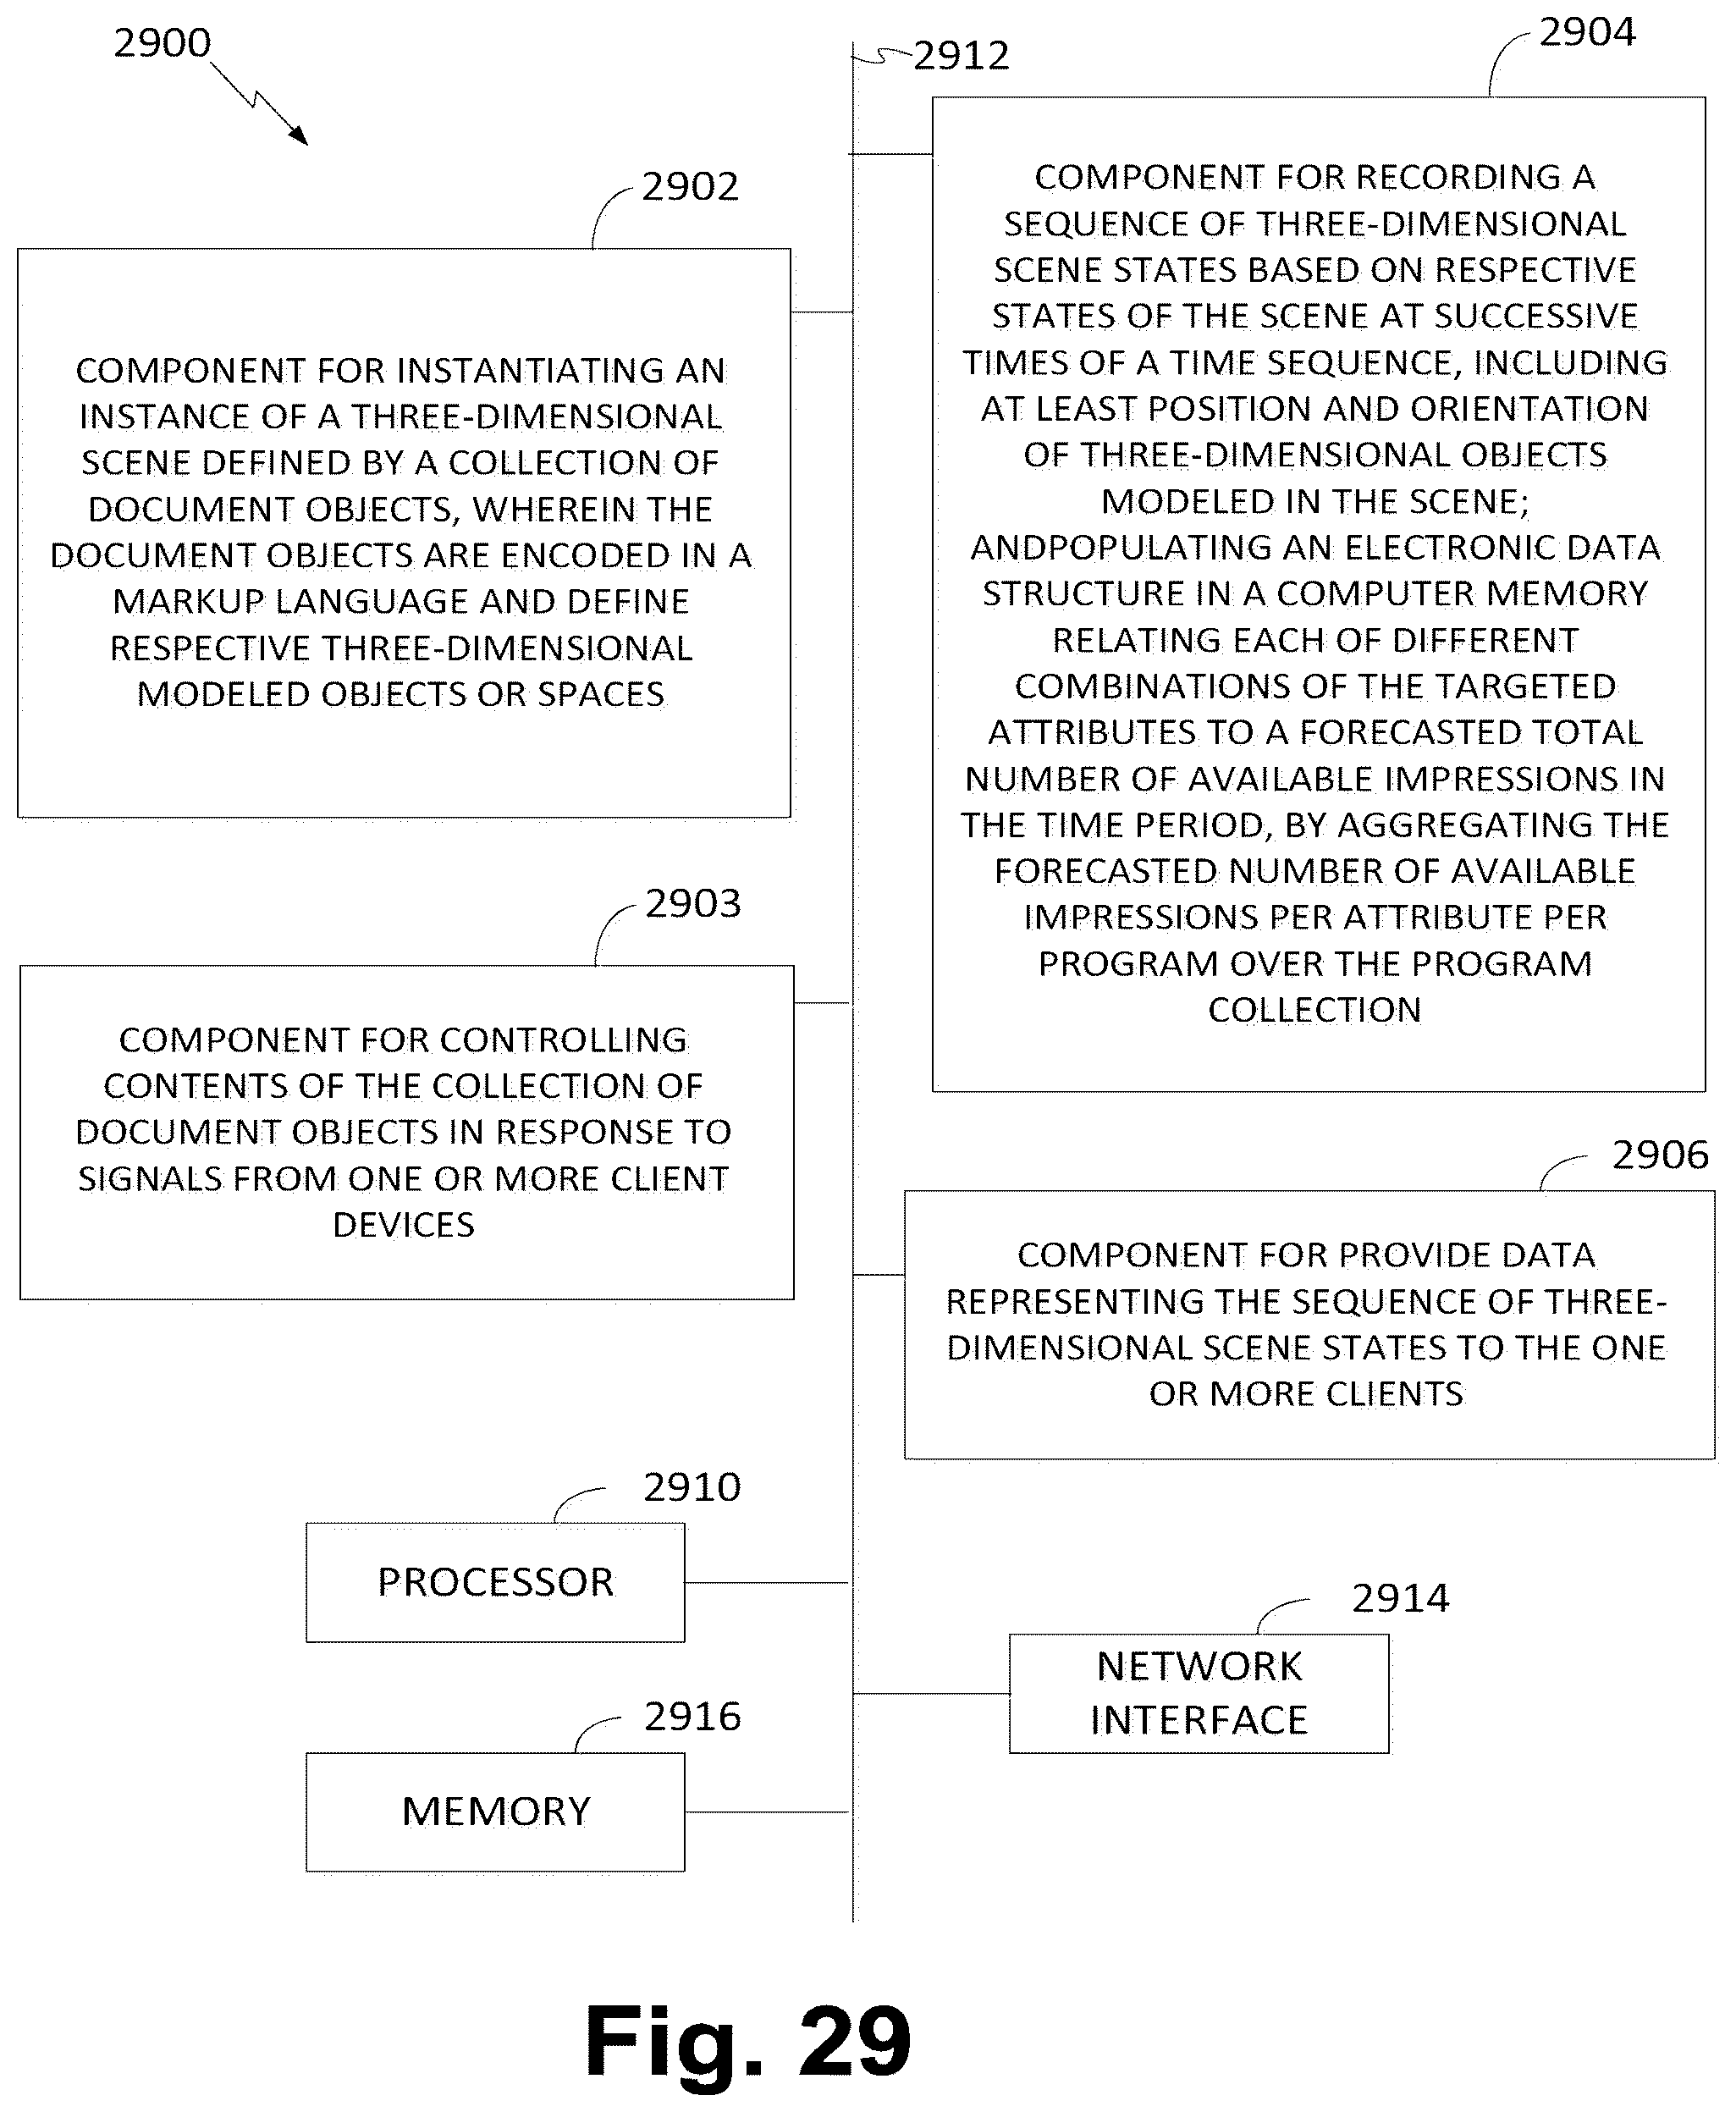 2900
2912
2904
COMPONENT FOR RECORDING A
SEQUENCE OF THREE-DIMENSIONAL
SCENE STATES BASED ON RESPECTIVE
STATES OF THE SCENE AT SUCCESSIVE
TIMES OF A TIME SEQUENCE, INCLUDING
AT LEAST POSITION AND ORIENTATION
OF THREE-DIMENSIONAL OBJECTS
MODELED IN THE SCENE;
ANDPOPULATING AN ELECTRONIC DATA
STRUCTURE IN A COMPUTER MEMORY
RELATING EACH OF DIFFERENT
COMBINATIONS OF THE TARGETED
ATTRIBUTES TO A FORECASTED TOTAL
NUMBER OF AVAILABLE IMPRESSIONS IN
THE TIME PERIOD, BY AGGREGATING THE
FORECASTED NUMBER OF AVAILABLE
IMPRESSIONS PER ATTRIBUTE PER
PROGRAM OVER THE PROGRAM
COLLECTION
2902
COMPONENT FOR INSTANTIATING AN
INSTANCE OF A THREE-DIMENSIONAL
SCENE DEFINED BY A COLLECTION OF
DOCUMENT OBJECTS, WHEREIN THE
DOCUMENT OBJECTS ARE ENCODED IN A
MARKUP LANGUAGE AND DEFINE
RESPECTIVE THREE-DIMENSIONAL
MODELED OBJECTS OR SPACES
2903
COMPONENT FOR CONTROLLING
CONTENTS OF THE COLLECTION OF
DOCUMENT OBJECTS IN RESPONSE TO
SIGNALS FROM ONE OR MORE CLIENT
DEVICES
2906
COMPONENT FOR PROVIDE DATA
REPRESENTING THE SEQUENCE OF THREE-
DIMENSIONAL SCENE STATES TO THE ONE
OR MORE CLIENTS
2910
PROCESSOR
2914
NETWORK
INTERFACE
2916
MEMORY
Fig. 29